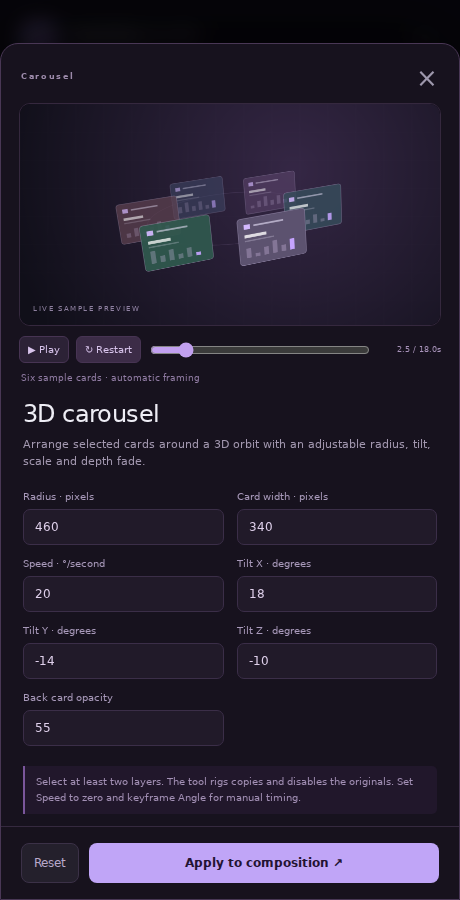 Carousel
LIVE SAMPLE PREVIEW
▶ Play
↻ Restart
2.5 / 18.0s
Six sample cards · automatic framing
3D carousel
Arrange selected cards around a 3D orbit with an adjustable radius, tilt,
scale and depth fade.
Radius · pixels
Card width · pixels
460
340
Speed · °/second
Tilt X · degrees
20
18
Tilt Y · degrees
Tilt Z · degrees
-14
-10
Back card opacity
55
Select at least two layers. The tool rigs copies and disables the originals. Set
Speed to zero and keyframe Angle for manual timing.
Reset
Apply to composition ↗